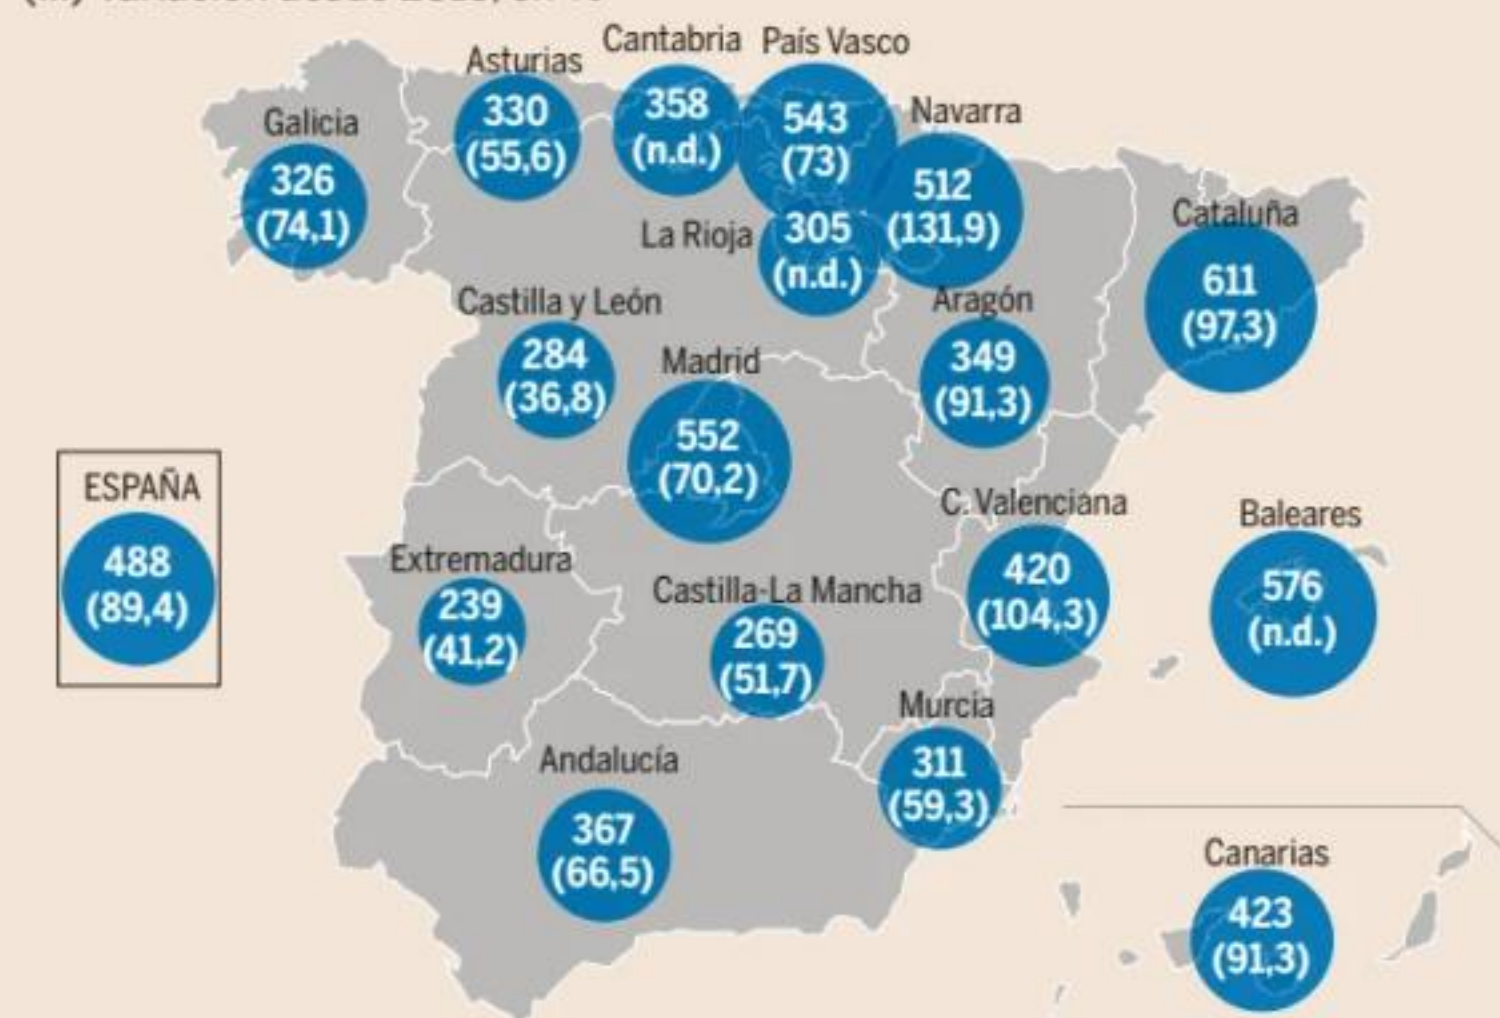 Cantabria
País Vasco
Asturias
358
(n.d.)
543
(73)
330
(55,6)
Navarra
Galicia
326
(74,1)
512
(131,9)
Cataluña
611
(97,3)
La Rioja
305
(n.d.)
Castilla y León
284
(36,8)
Aragón
349
(91,3)
Madrid
552
(70,2)
ESPAÑA
488
(89,4)
C. Valenciana
420
(104,3)
Baleares
576
(n.d.)
Extremadura
239
(41,2)
Castilla-La Mancha
269
(51,7)
Murcia
311
(59,3)
Andalucía
367
(66,5)
Canarias
423
(91,3)